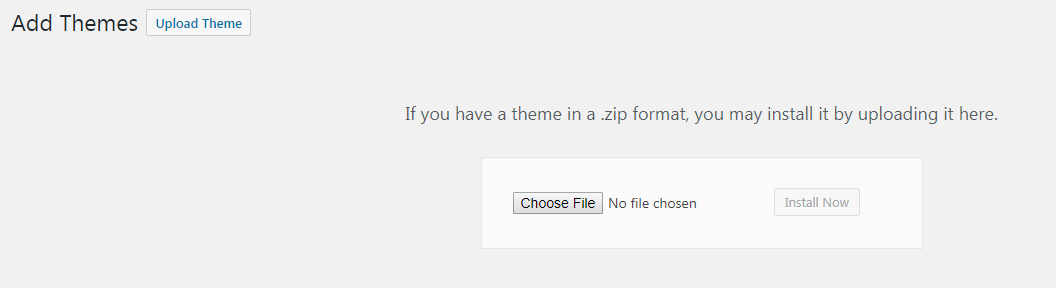 Add Themes Upload Theme
If you have a theme in a .zip format, you may install it by uploading it here.
Choose File No file chosen Install Now